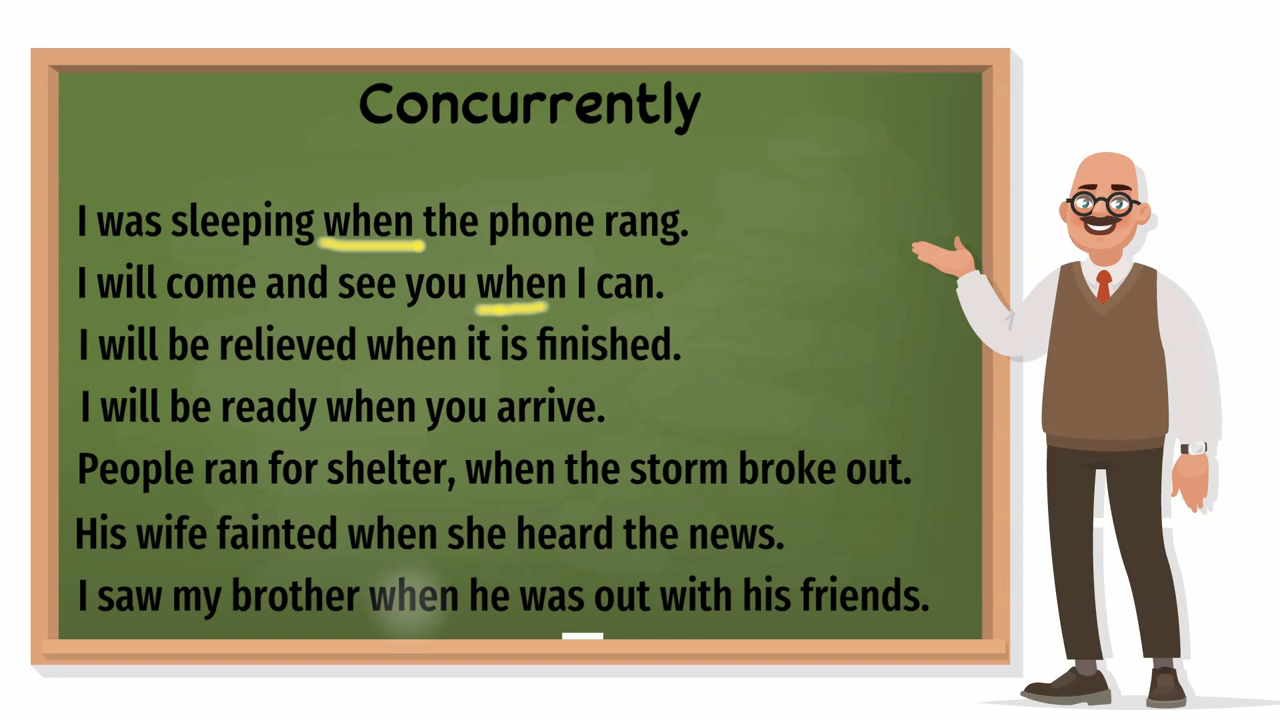 Concurrently
I was sleeping when the phone rang.
I will come and see you when I can.
I will be relieved when it is finished.
I will be ready when you arrive.
People ran for shelter, when the storm broke out.
His wife fainted when she heard the news.
I saw my brother when he was out with his friends.